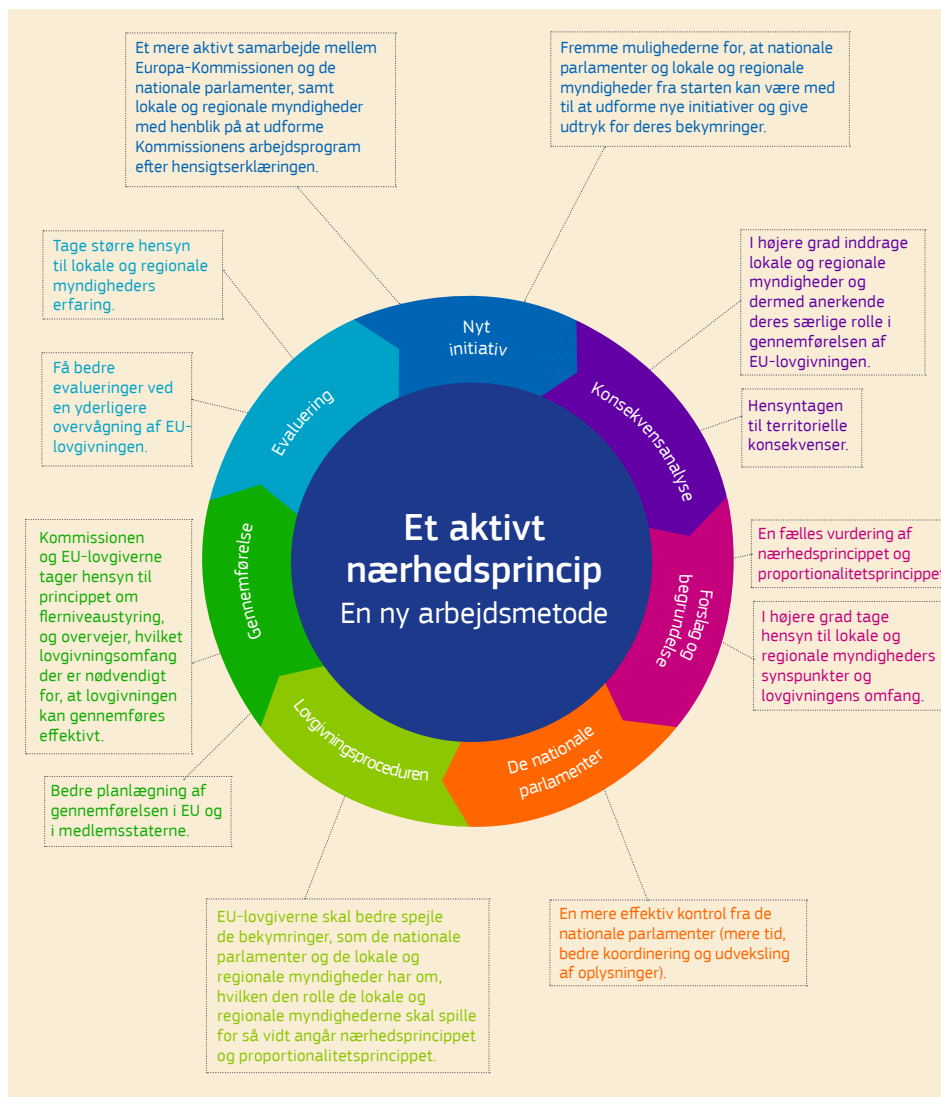 Et mere aktivt samarbejde mellem
Europa-Kommissionen og de
nationale parlamenter, samt
lokale og regionale myndigheder
med henblik på at udforme
Kommissionens arbejdsprogram
efter hensigtserklæringen.
Fremme mulighederne for, at nationale
parlamenter og lokale og regionale
myndigheder fra starten kan være med
til at udforme nye initiativer og give
udtryk for deres bekymringer.
Tage større hensyn
til lokale og regionale
myndigheders
erfaring.
I højere grad inddrage
lokale og regionale
myndigheder og
dermed anerkende
deres særlige rolle i
gennemførelsen af
EU-lovgivningen.
Få bedre
evalueringer ved
en yderligere
overvågning af EU-
lovgivningen.
Hensyntagen
til territorielle
konsekvenser.
Nyt
initiativ
Konsekvensanalyse
Forslag og
begrundelse
De nationale
parlamenter
Lovgivningsproceduren
Gennemførelse
Evaluering
Et aktivt
nærhedsprincip
En ny arbejdsmetode
Kommissionen
og EU-lovgiverne
tager hensyn til
princippet om
flerniveaustyring,
og overvejer, hvilket
lovgivningsomfang
der er nødvendigt
for, at lovgivningen
kan gennemføres
effektivt.
En fælles vurdering af
nærhedsprincippet og
proportionalitetsprincippet.
I højere grad tage
hensyn til lokale og
regionale myndigheders
synspunkter og
lovgivningens omfang.
Bedre planlægning af
gennemførelsen i EU og
i medlemsstaterne.
EU-lovgiverne skal bedre spejle
de bekymringer, som de nationale
parlamenter og de lokale og
regionale myndigheder har om,
hvilken den rolle de lokale og
regionale myndighederne skal spille
for så vidt angår nærhedsprincippet
og proportionalitetsprincippet.
En mere effektiv kontrol fra de
nationale parlamenter (mere tid,
bedre koordinering og udveksling
af oplysninger).